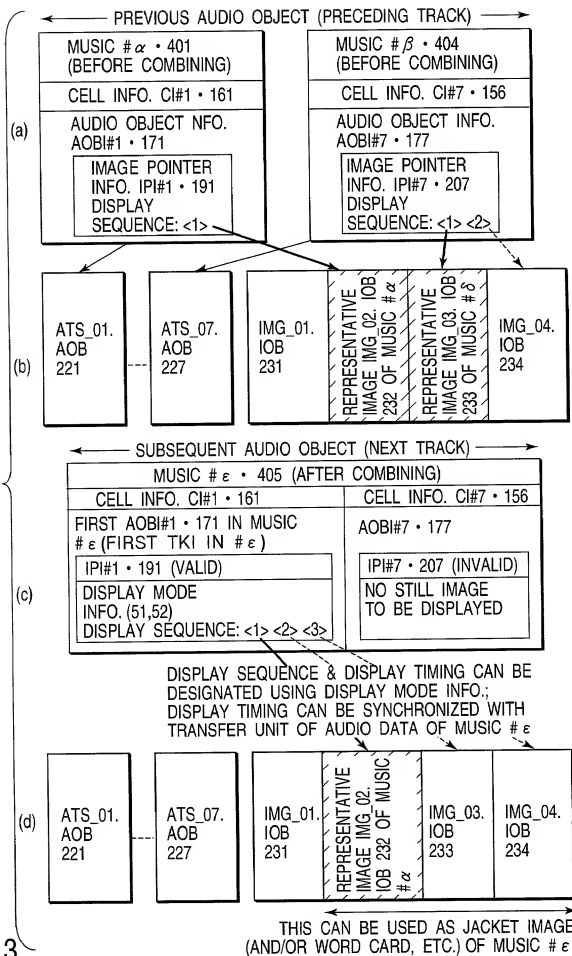 PREVIOUS AUDIO OBJECT (PRECEDING TRACK)
MUSIC #α • 401
(BEFORE COMBINING)
CELL INFO. CI#1 • 161
AUDIO OBJECT NFO.
AOBI#1 • 171
IMAGE POINTER
INFO. IPI#1 • 191
DISPLAY
SEQUENCE: <1>
MUSIC #β • 404
(BEFORE COMBINING)
CELL INFO. CI#7 • 156
AUDIO OBJECT INFO.
AOBI#7 • 177
IMAGE POINTER
INFO. IPI#7 • 207
DISPLAY
SEQUENCE: <1> <2>
(a)
(b)
ATS_01.
AOB
221
ATS_07.
AOB
227
IMG_01.
IOB
231
REPRESENTATIVE
IMAGE IMG_02. IOB
232 OF MUSIC #α
REPRESENTATIVE
IMAGE IMG_03. IOB
233 OF MUSIC #δ
IMG_04.
IOB
234
SUBSEQUENT AUDIO OBJECT (NEXT TRACK)
MUSIC #ε • 405 (AFTER COMBINING)
CELL INFO. CI#1 • 161
FIRST AOBI#1 • 171 IN MUSIC
#ε (FIRST TKI IN #ε)
IPI#1 • 191 (VALID)
DISPLAY MODE
INFO. (51,52)
DISPLAY SEQUENCE: <1> <2> <3>
CELL INFO. CI#7 • 156
AOBI#7 • 177
IPI#7 • 207 (INVALID)
NO STILL IMAGE
TO BE DISPLAYED
(c)
DISPLAY SEQUENCE & DISPLAY TIMING CAN BE
DESIGNATED USING DISPLAY MODE INFO.;
DISPLAY TIMING CAN BE SYNCHRONIZED WITH
TRANSFER UNIT OF AUDIO DATA OF MUSIC #ε
(d)
ATS_01.
AOB
221
ATS_07.
AOB
227
IMG_01.
IOB
231
REPRESENTATIVE
IMAGE IMG_02.
IOB 232 OF MUSIC
#α
IMG_03.
IOB
233
IMG_04.
IOB
234
THIS CAN BE USED AS JACKET IMAGE
(AND/OR WORD CARD, ETC.) OF MUSIC #ε
3